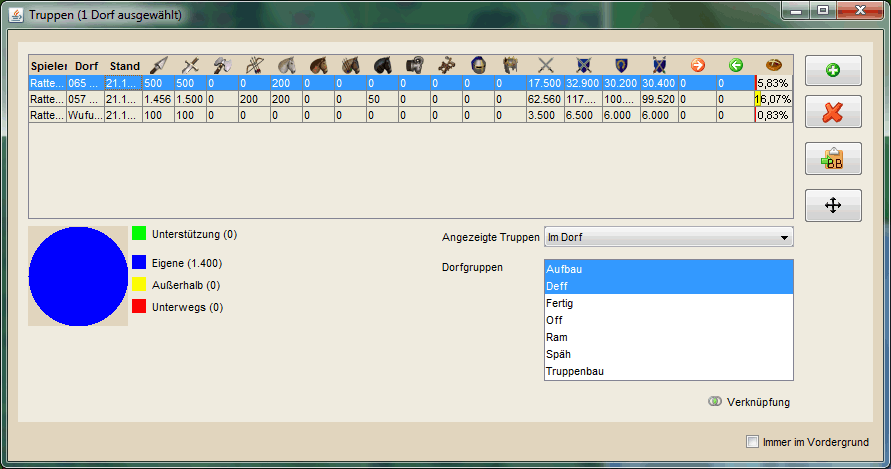 Truppen (1 Dorf ausgewählt)
Spieler Dorf Stand
Ratte... 065 ... 21.1... 500 500 0 0 200 0 0 0 0 0 0 0 17.500 32.900 30.200 30.400 0 0 5,83%
Ratte... 057 ... 21.1... 1.456 1.500 0 200 200 0 0 50 0 0 0 0 62.560 117.... 100.... 99.520 0 0 16,07%
Ratte... Wufu... 21.1... 100 100 0 0 0 0 0 0 0 0 0 0 3.500 6.500 6.000 6.000 0 0 0,83%
BB
Unterstützung (0)
Eigene (1.400)
Außerhalb (0)
Unterwegs (0)
Angezeigte Truppen Im Dorf
Dorfgruppen
Aufbau
Deff
Fertig
Off
Ram
Späh
Truppenbau
Verknüpfung
Immer im Vordergrund